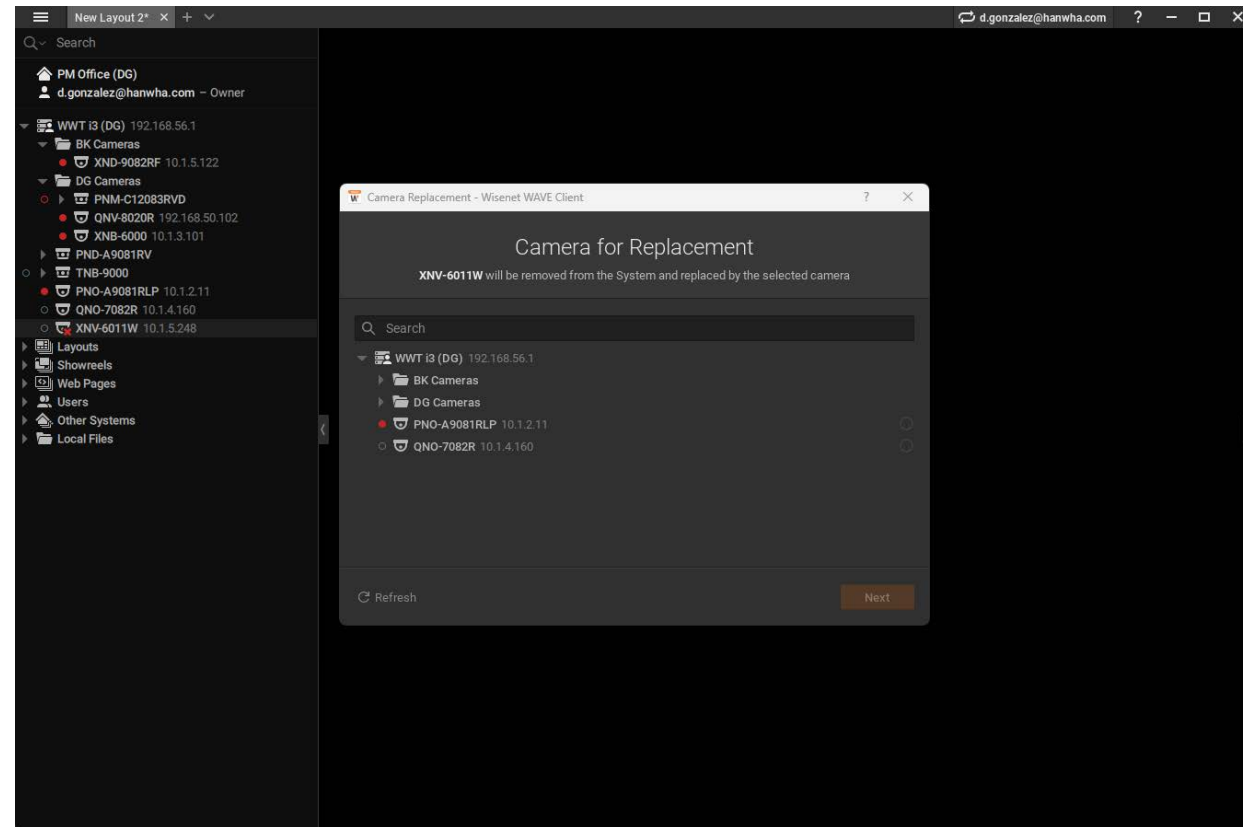 New Layout 2*
d.gonzalez@hanwha.com ?
Search
PM Office (DG)
d.gonzalez@hanwha.com – Owner
WWT i3 (DG) 192.168.56.1
BK Cameras
XND-9082RF 10.1.5.122
DG Cameras
PNM-C12083RVD
QNV-8020R 192.168.50.102
XNB-6000 10.1.3.101
PND-A9081RV
TNB-9000
PNO-A9081RLP 10.1.2.11
QNO-7082R 10.1.4.160
XNV-6011W 10.1.5.248
Layouts
Showreels
Web Pages
Users
Other Systems
Local Files
W Camera Replacement - Wisenet WAVE Client ?
Camera for Replacement
XNV-6011W will be removed from the System and replaced by the selected camera
Search
WWT i3 (DG) 192.168.56.1
BK Cameras
DG Cameras
PNO-A9081RLP 10.1.2.11
QNO-7082R 10.1.4.160
Refresh
Next